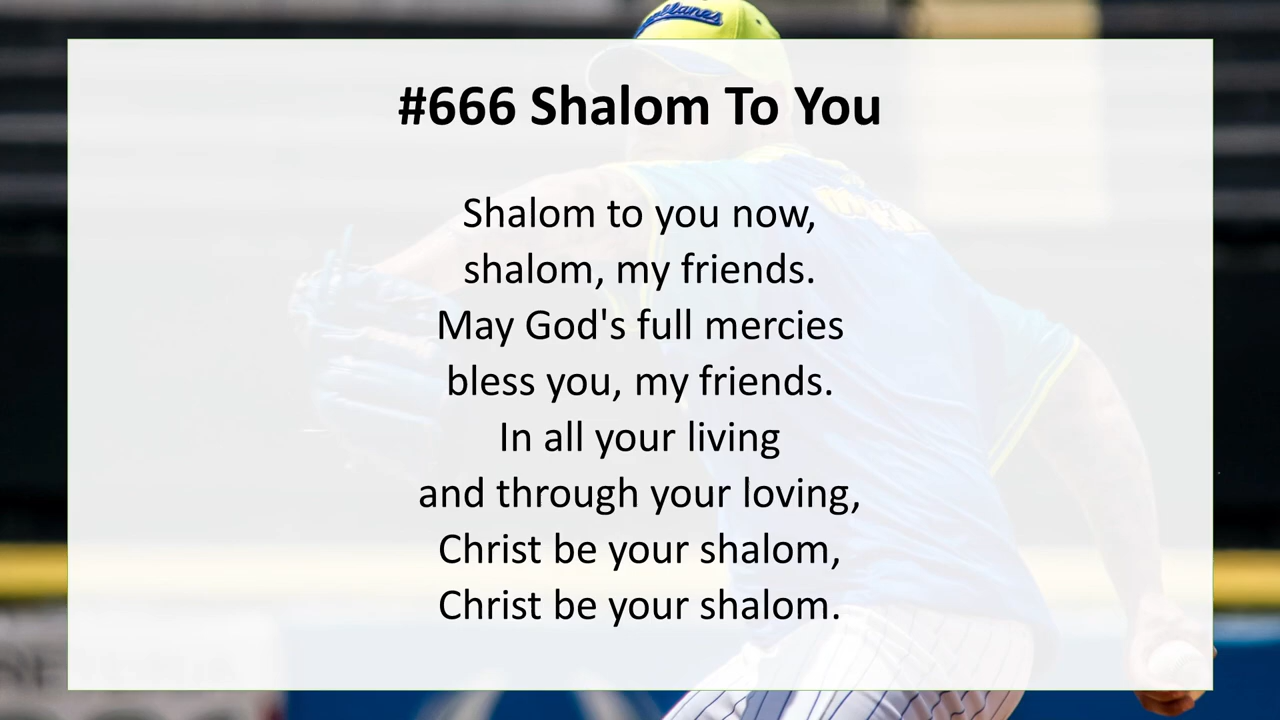 #666 Shalom To You
Shalom to you now,
shalom, my friends.
May God's full mercies
bless you, my friends.
In all your living
and through your loving,
Christ be your shalom,
Christ be your shalom.